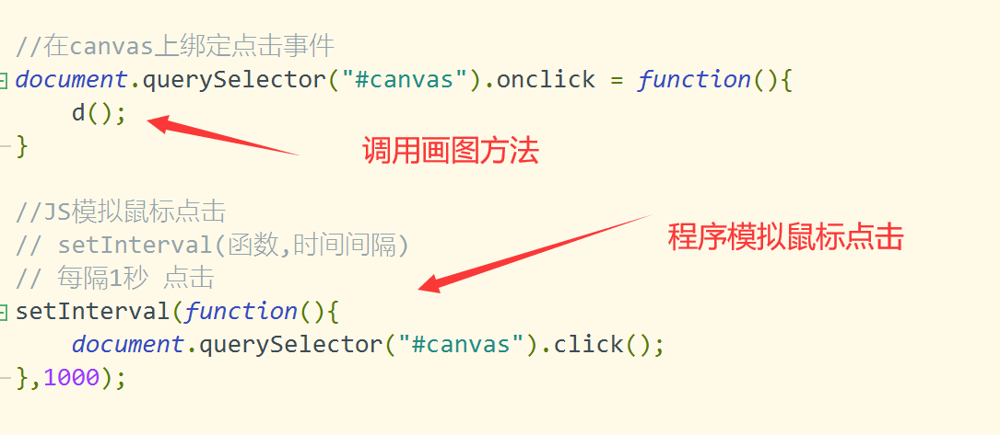 //在canvas上绑定点击事件
document.querySelector("#canvas").onclick = function(){
d();
调用画图方法
}
//JS模拟鼠标点击
// setInterval(函数,时间间隔)
程序模拟鼠标点击
// 每隔1秒 点击
setInterval(function(){
document.querySelector("#canvas").click();
},1000);